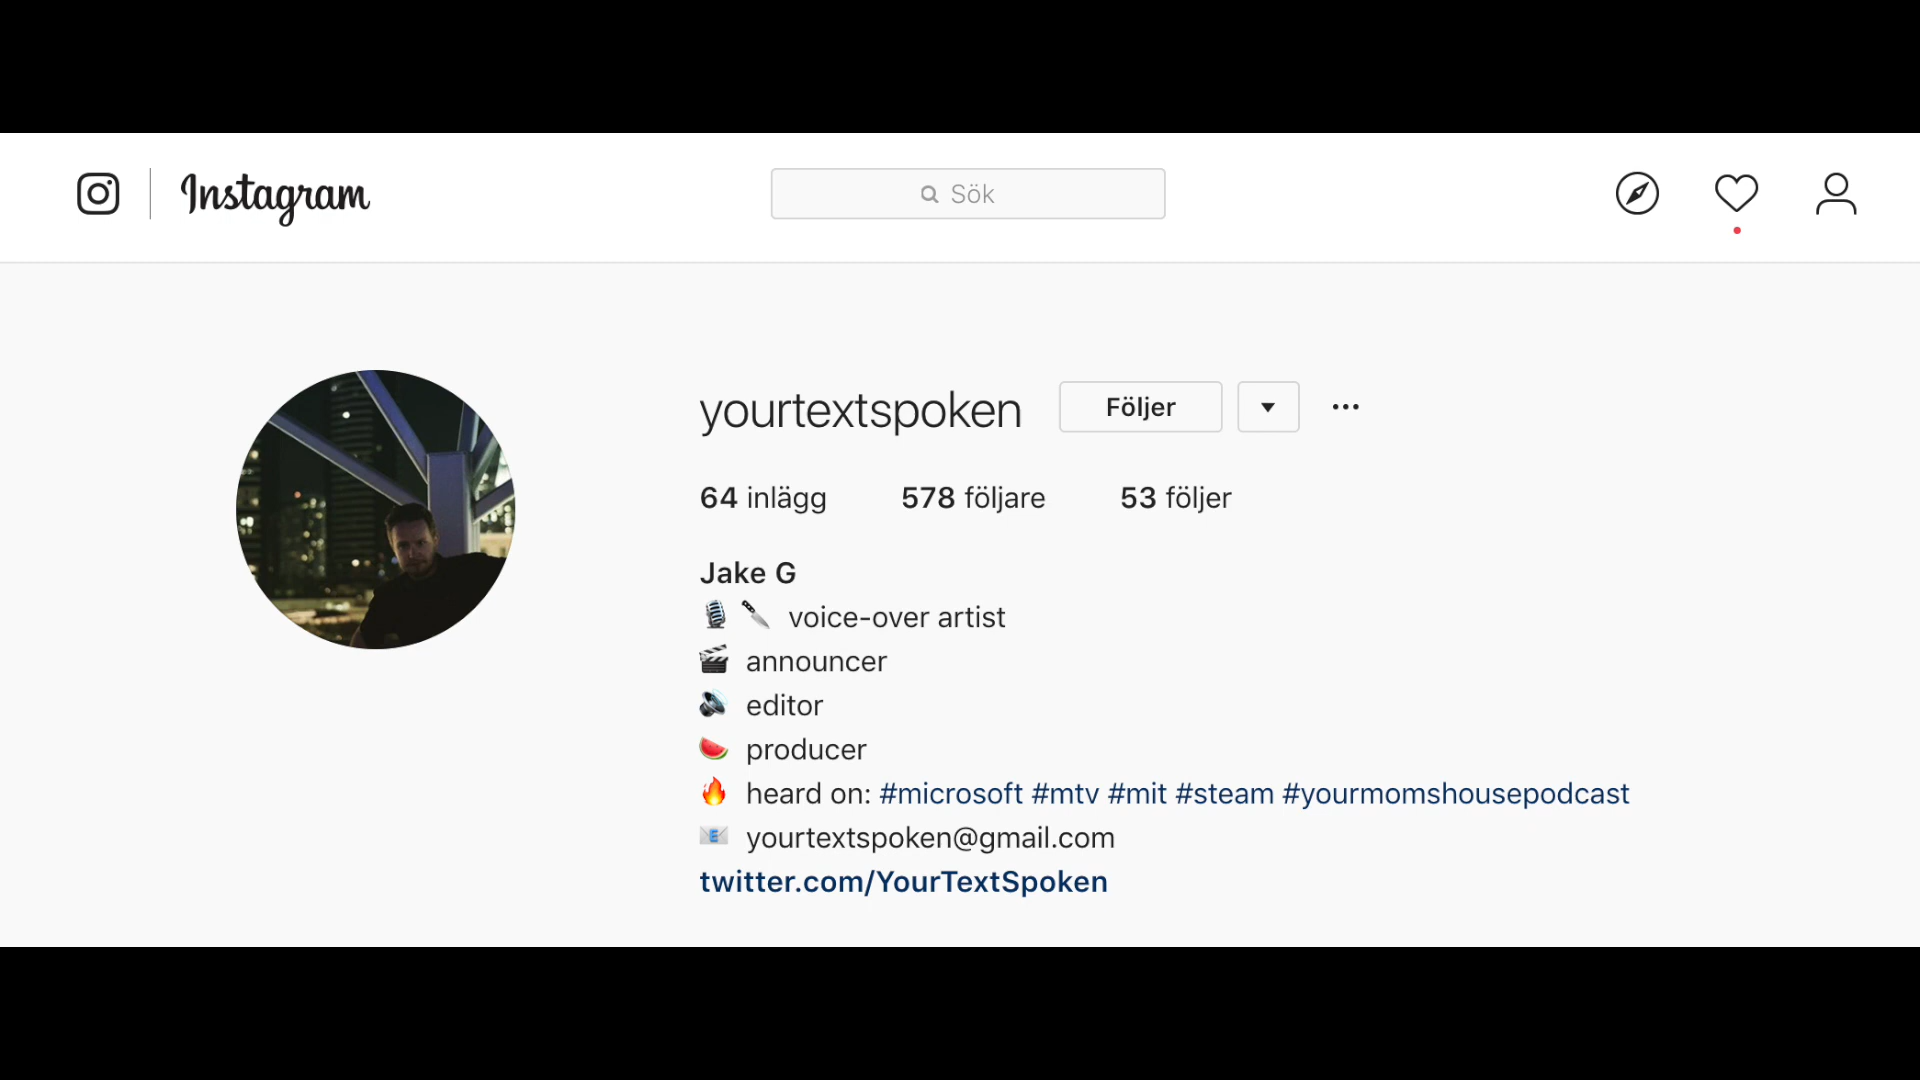 Instagram
Sök
yourtextspoken Följer
64 inlägg 578 följare 53 följer
Jake G
🎙🔪 voice-over artist
🎬 announcer
🔊 editor
🍉 producer
🔥 heard on: #microsoft #mtv #mit #steam #yourmomshousepodcast
📧 yourtextspoken@gmail.com
twitter.com/YourTextSpoken